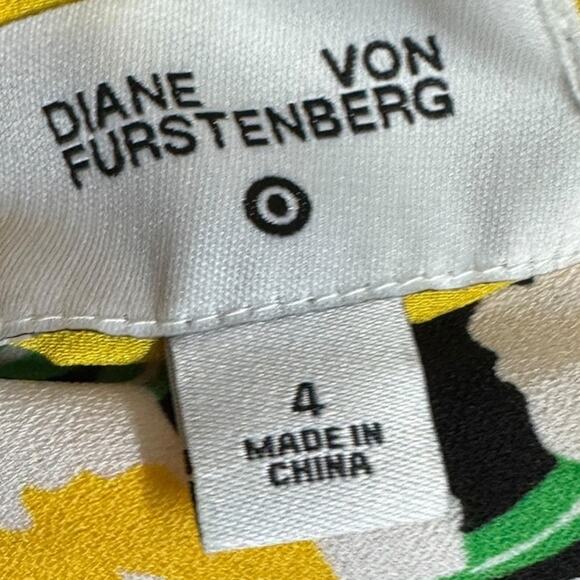 DIANE VON
FURSTENBERG
4
MADE IN
CHINA